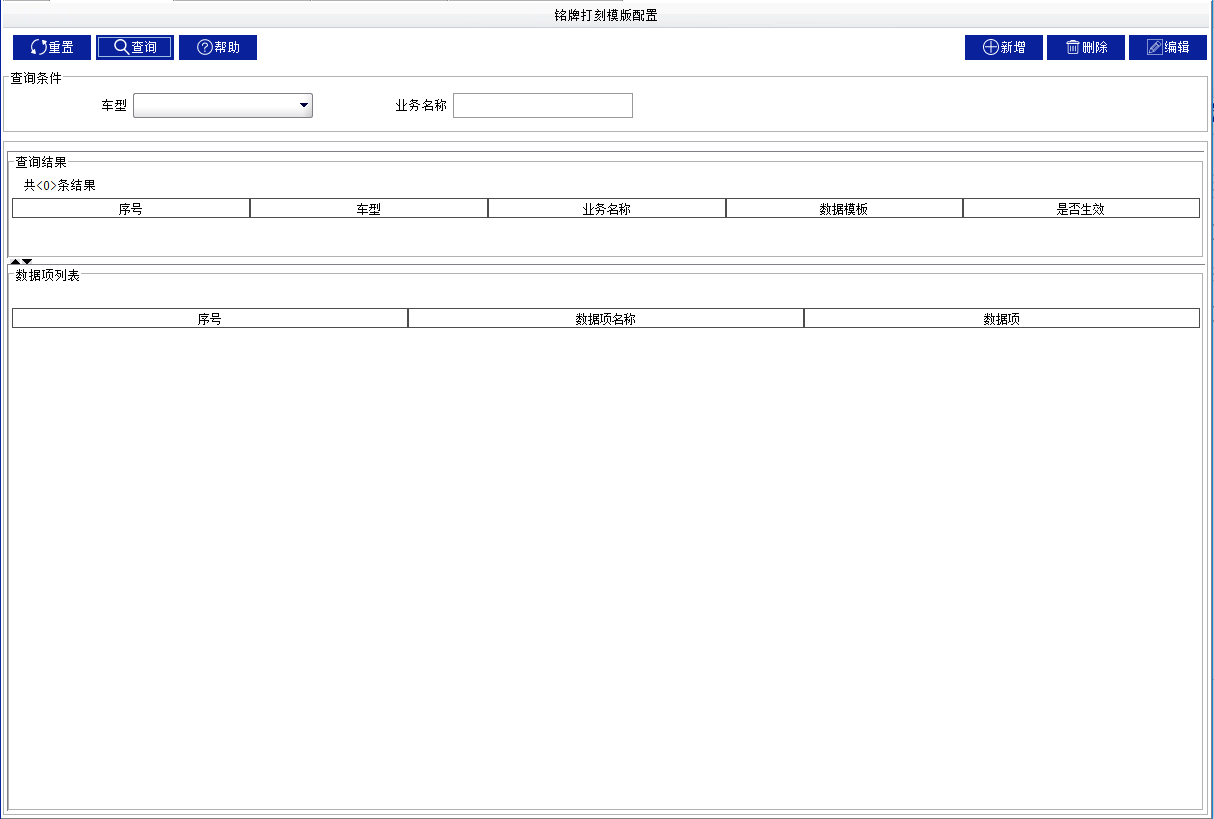 铭牌打刻模版配置
重置 查询 帮助 新增 删除 编辑
查询条件
车型 业务名称
查询结果
共<0>条结果
序号 车型 业务名称 数据模板 是否生效
数据项列表
序号 数据项名称 数据项